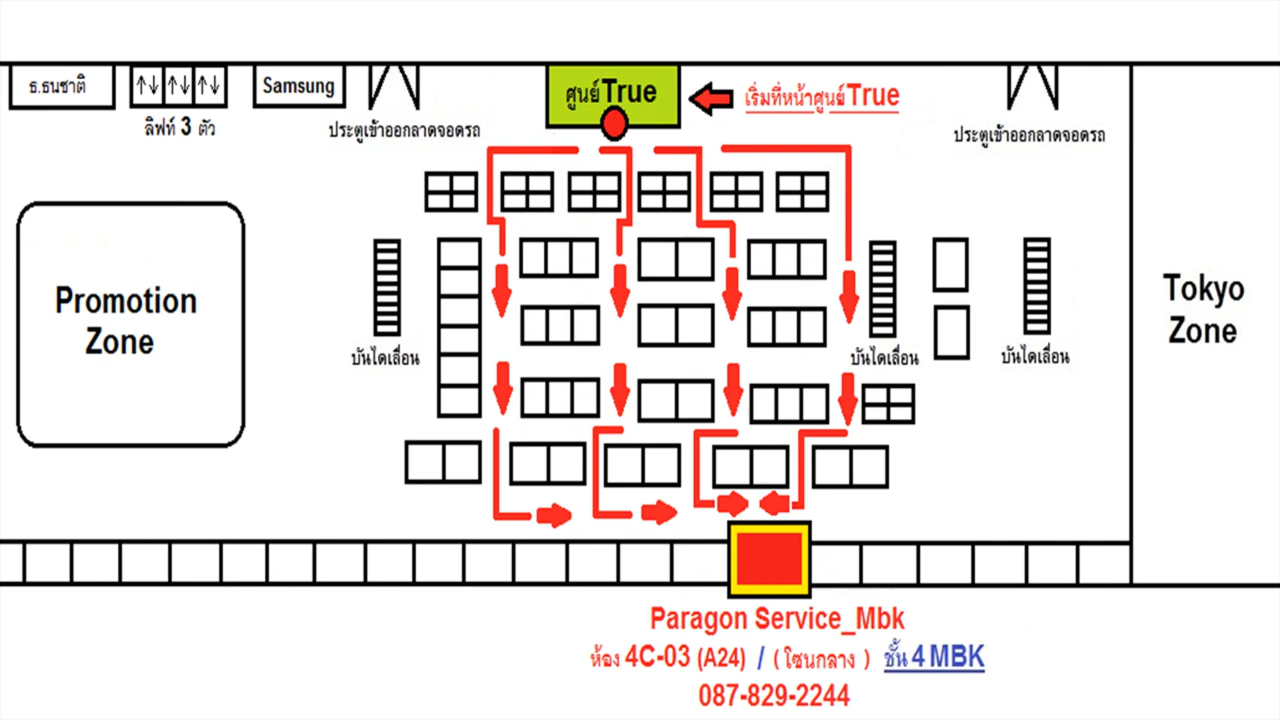 ธ.ธนชาติ
ลิฟท์ 3 ตัว
Samsung
ประตูเข้าออกลาดจอดรถ
ศูนย์True
เริ่มที่หน้าศูนย์True
ประตูเข้าออกลาดจอดรถ
Promotion
Zone
บันไดเลื่อน
บันไดเลื่อน
บันไดเลื่อน
Tokyo
Zone
Paragon Service_Mbk
ห้อง 4C-03 (A24) / ( โซนกลาง ) ชั้น 4 MBK
087-829-2244